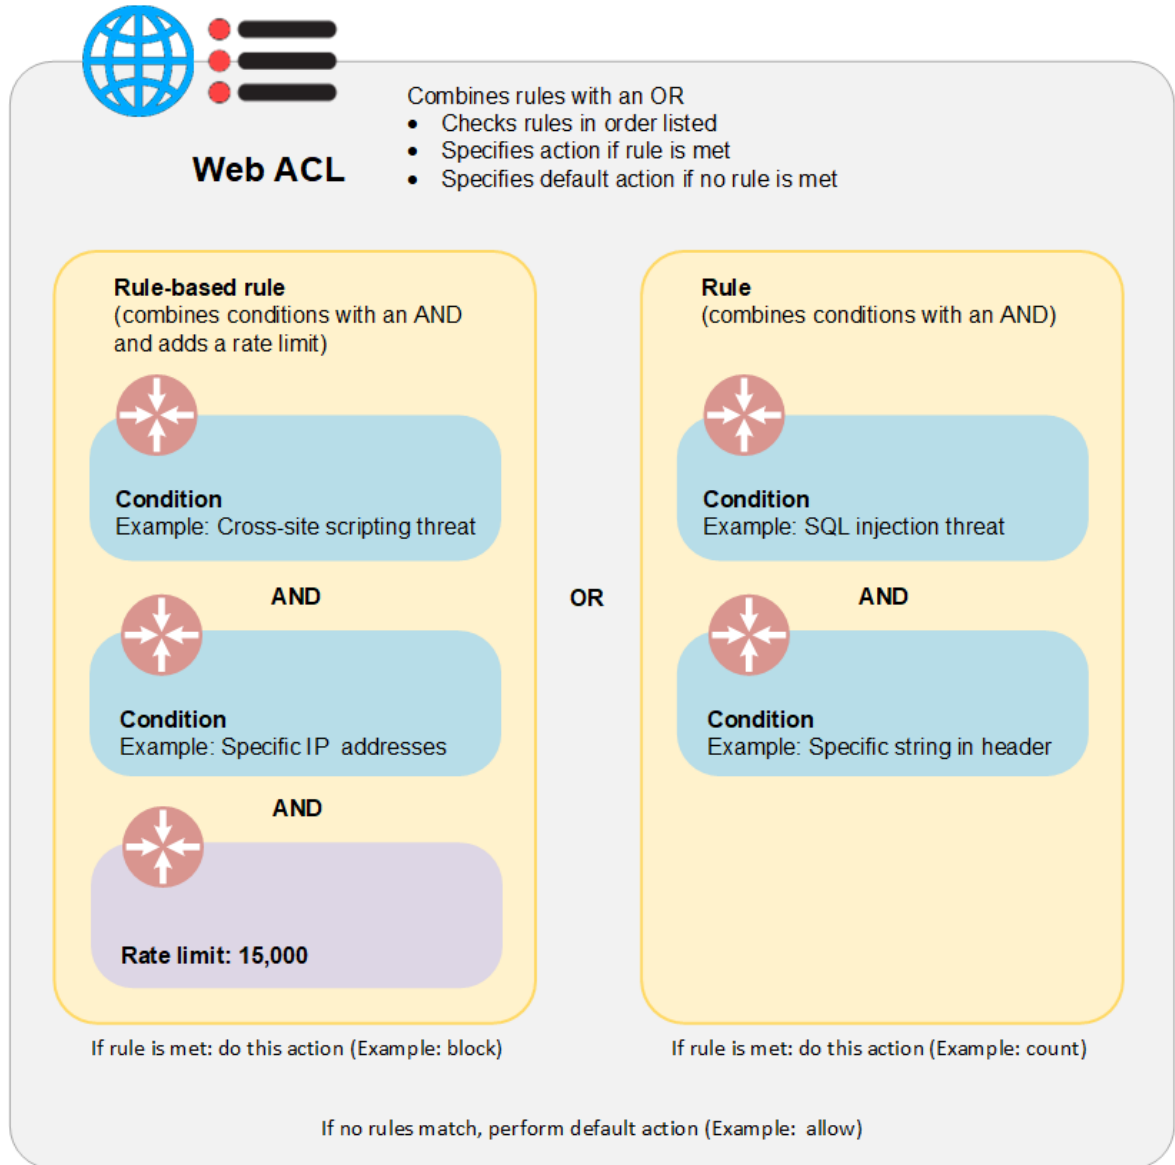 Web ACL
Combines rules with an OR
• Checks rules in order listed
• Specifies action if rule is met
• Specifies default action if no rule is met
Rule-based rule
(combines conditions with an AND
and adds a rate limit)
Condition
Example: Cross-site scripting threat
AND
Condition
Example: Specific IP addresses
AND
Rate limit: 15,000
If rule is met: do this action (Example: block)
OR
Rule
(combines conditions with an AND)
Condition
Example: SQL injection threat
AND
Condition
Example: Specific string in header
If rule is met: do this action (Example: count)
If no rules match, perform default action (Example: allow)